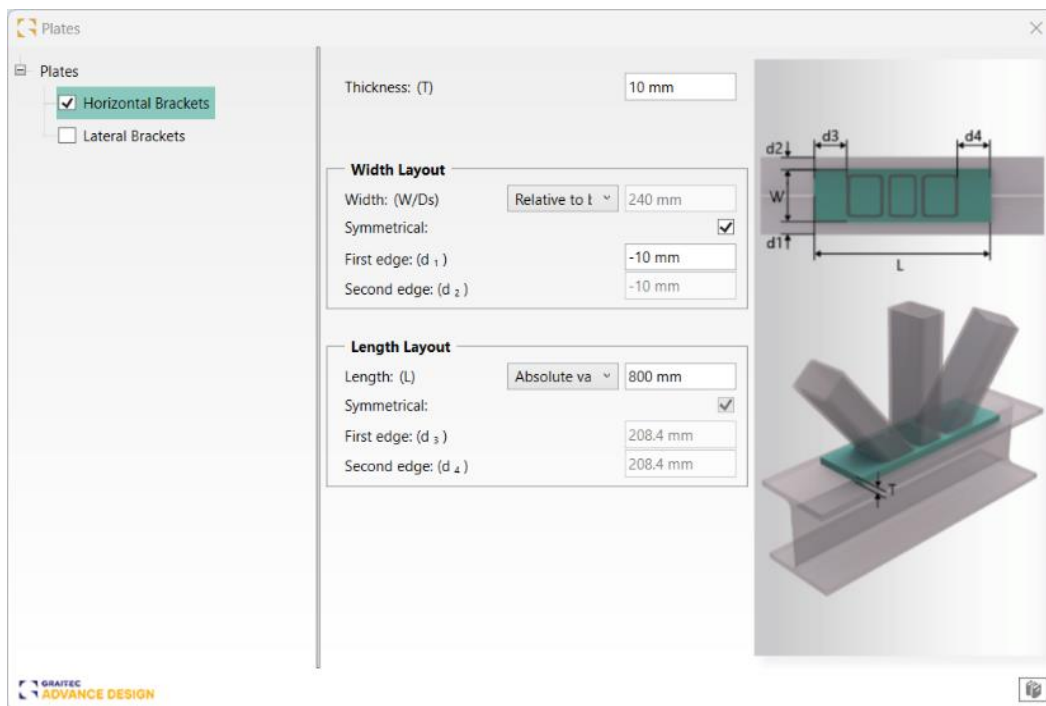 Plates
Plates
Horizontal Brackets
Lateral Brackets
Thickness: (T) 10 mm
Width Layout
Width: (W/Ds) Relative to b 240 mm
Symmetrical:
First edge: (d ₁ ) -10 mm
Second edge: (d ₂ ) -10 mm
Length Layout
Length: (L) Absolute va 800 mm
Symmetrical:
First edge: (d ₃ ) 208.4 mm
Second edge: (d ₄ ) 208.4 mm
d3 d4
d2
W
d1
L
T
GRAITEC
ADVANCE DESIGN